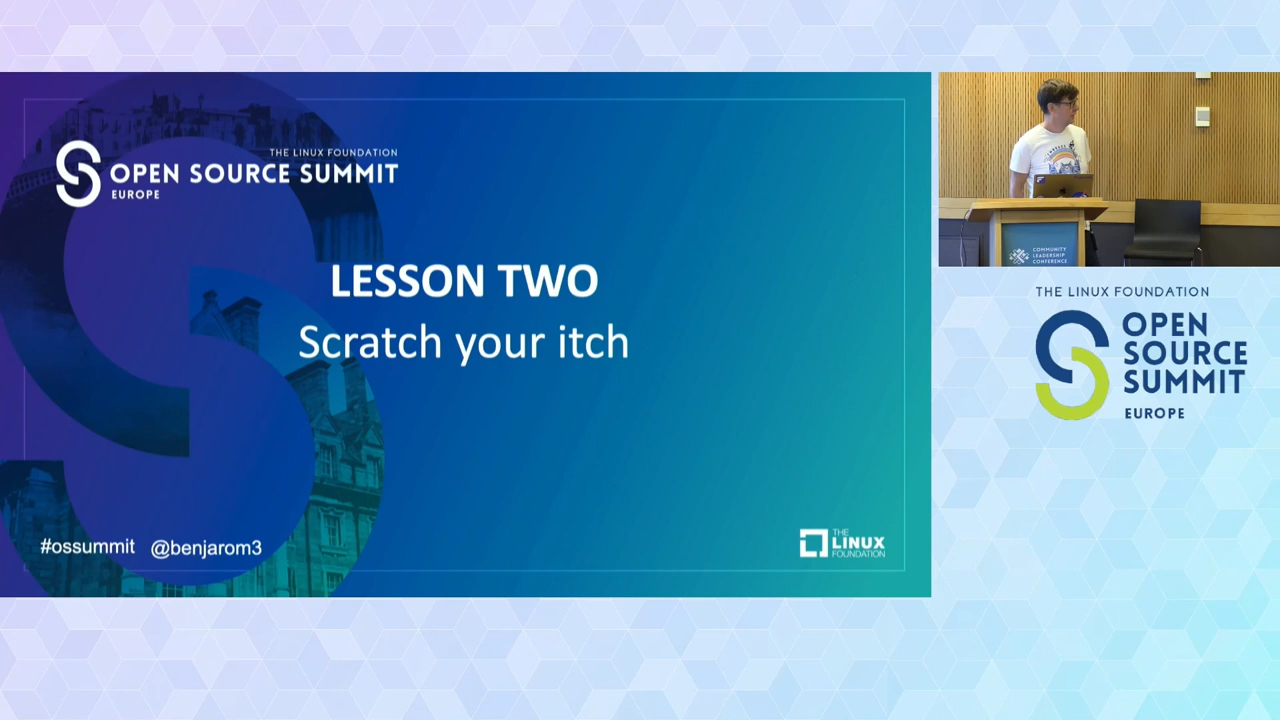 THE LINUX FOUNDATION
OPEN SOURCE SUMMIT
EUROPE
LESSON TWO
Scratch your itch
#ossummit @benjarom3
THE
LINUX
FOUNDATION
COMMUNITY
LEADERSHIP
CONFERENCE
THE LINUX FOUNDATION
OPEN
SOURCE
SUMMIT
EUROPE